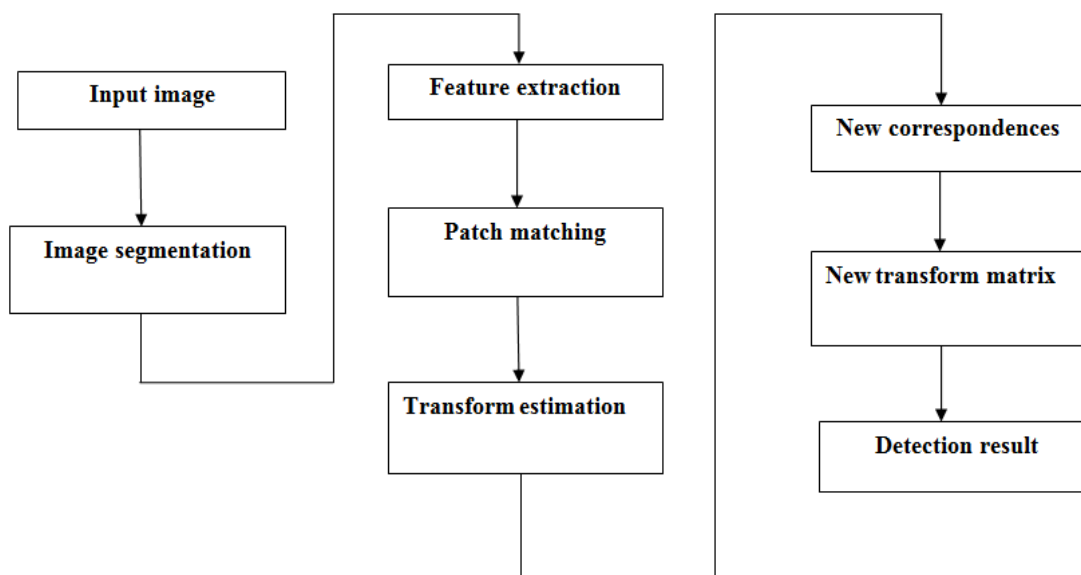 Input image
Image segmentation
Feature extraction
Patch matching
Transform estimation
New correspondences
New transform matrix
Detection result